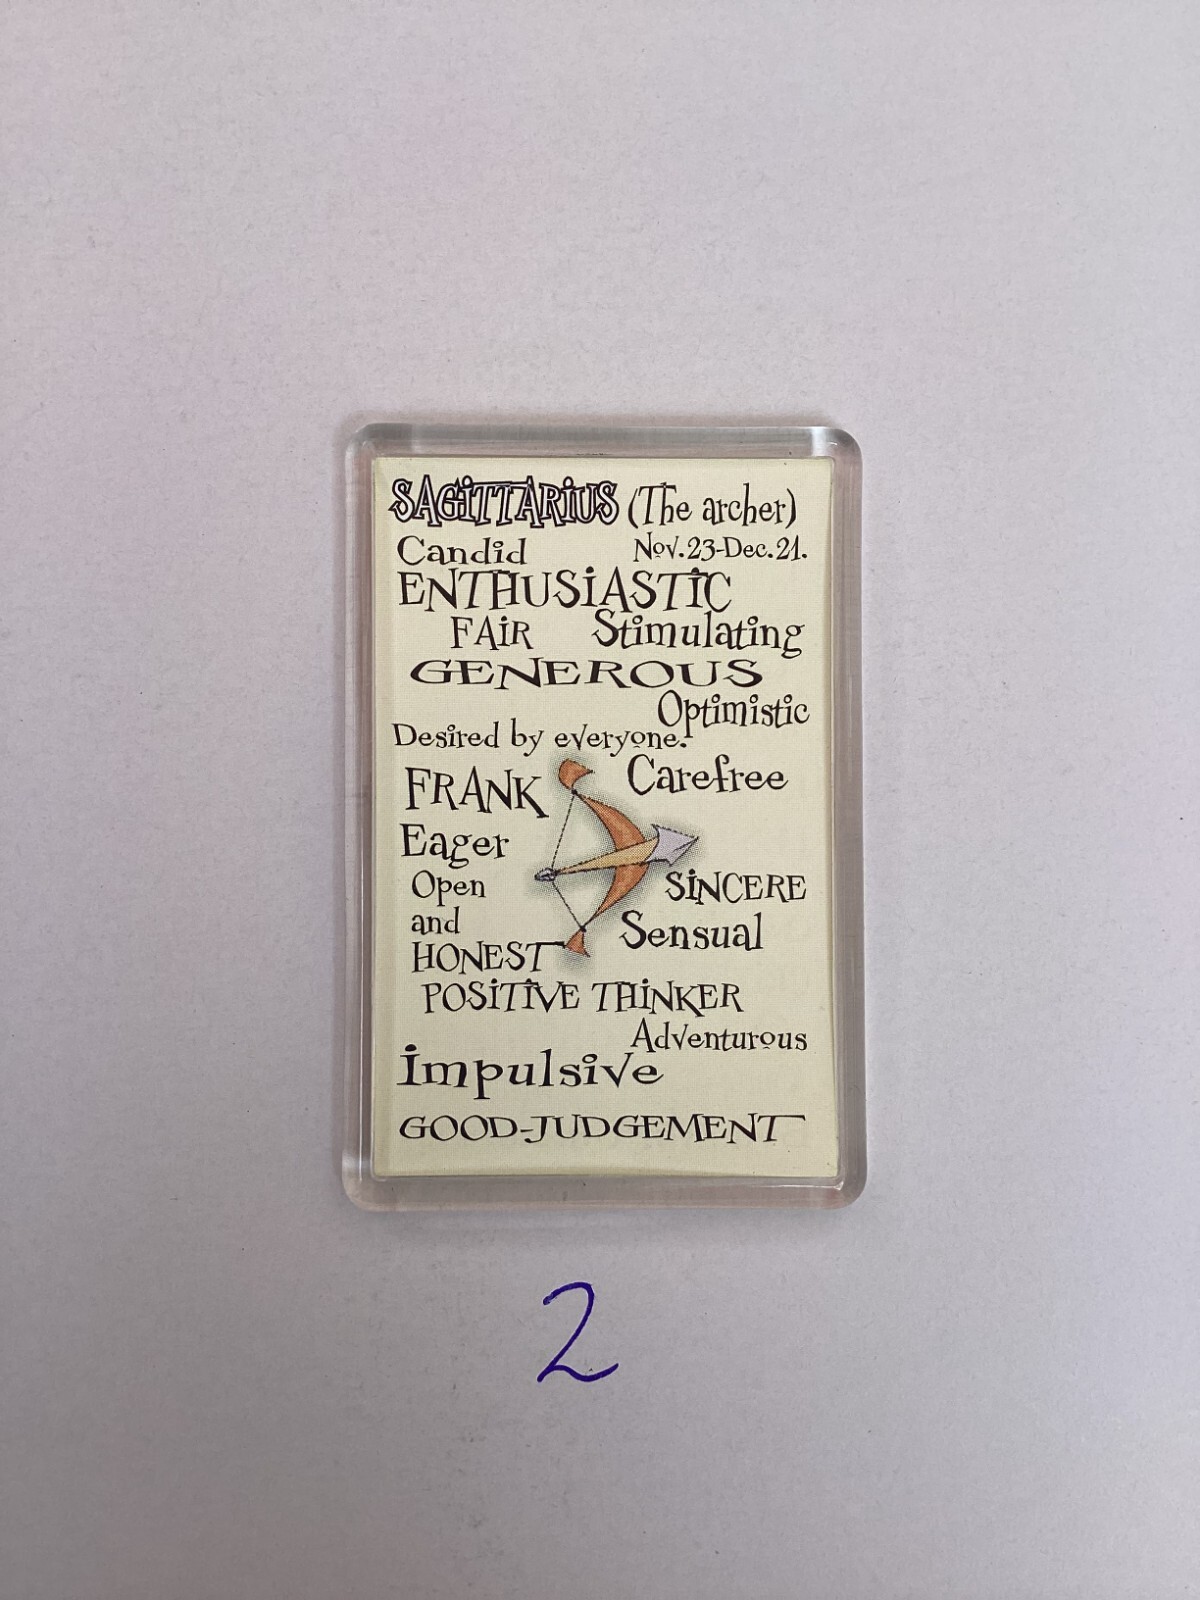 SAGiTTARiUS (The archer)
Candid Nov.23-Dec.21.
ENTHUSiASTiC
FAiR Stimulating
GENEROUS
Optimistic
Desired by everyone.
FRANK Carefree
Eager
Open SiNCERE
and Sensual
HONEST
POSiTiVE THiNKER
Adventurous
impulsive
GOOD-JUDGEMENT
2